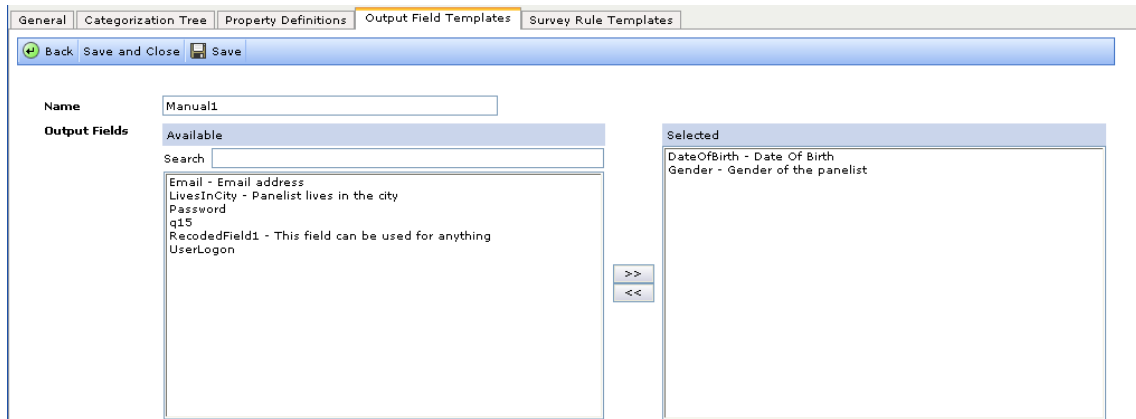 General Categorization Tree Property Definitions Output Field Templates Survey Rule Templates
Back Save and Close Save
Name Manual1
Output Fields Available Selected
Search
Email - Email address
LivesInCity - Panelist lives in the city
Password
q15
RecodedField1 - This field can be used for anything
UserLogon
DateOfBirth - Date Of Birth
Gender - Gender of the panelist
>>
<<